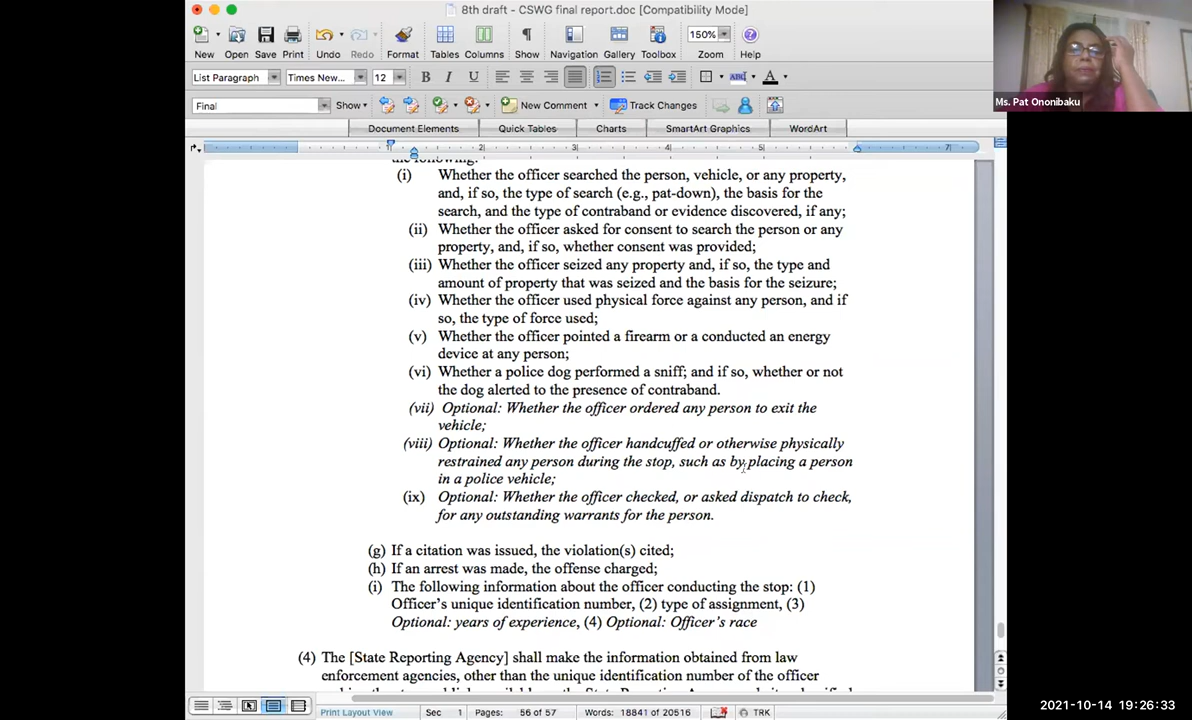 8th draft - CSWG final report.doc [Compatibility Mode]
New Open Save Print Undo Redo Format Tables Columns Show Navigation Gallery Toolbox 150% Zoom Help
List Paragraph Times New... 12 B I U
Final Show New Comment Track Changes
Document Elements Quick Tables Charts SmartArt Graphics WordArt
2 3 4 5 7
the following:
(i) Whether the officer searched the person, vehicle, or any property,
and, if so, the type of search (e.g., pat-down), the basis for the
search, and the type of contraband or evidence discovered, if any;
(ii) Whether the officer asked for consent to search the person or any
property, and, if so, whether consent was provided;
(iii) Whether the officer seized any property and, if so, the type and
amount of property that was seized and the basis for the seizure;
(iv) Whether the officer used physical force against any person, and if
so, the type of force used;
(v) Whether the officer pointed a firearm or a conducted an energy
device at any person;
(vi) Whether a police dog performed a sniff; and if so, whether or not
the dog alerted to the presence of contraband.
(vii) Optional: Whether the officer ordered any person to exit the
vehicle;
(viii) Optional: Whether the officer handcuffed or otherwise physically
restrained any person during the stop, such as by placing a person
in a police vehicle;
(ix) Optional: Whether the officer checked, or asked dispatch to check,
for any outstanding warrants for the person.
(g) If a citation was issued, the violation(s) cited;
(h) If an arrest was made, the offense charged;
(i) The following information about the officer conducting the stop: (1)
Officer's unique identification number, (2) type of assignment, (3)
Optional: years of experience, (4) Optional: Officer's race
(4) The [State Reporting Agency] shall make the information obtained from law
enforcement agencies, other than the unique identification number of the officer
Print Layout View Sec 1 Pages: 56 of 57 Words: 18841 of 20516 TRK
Ms. Pat Ononibaku
2021-10-14 19:26:33